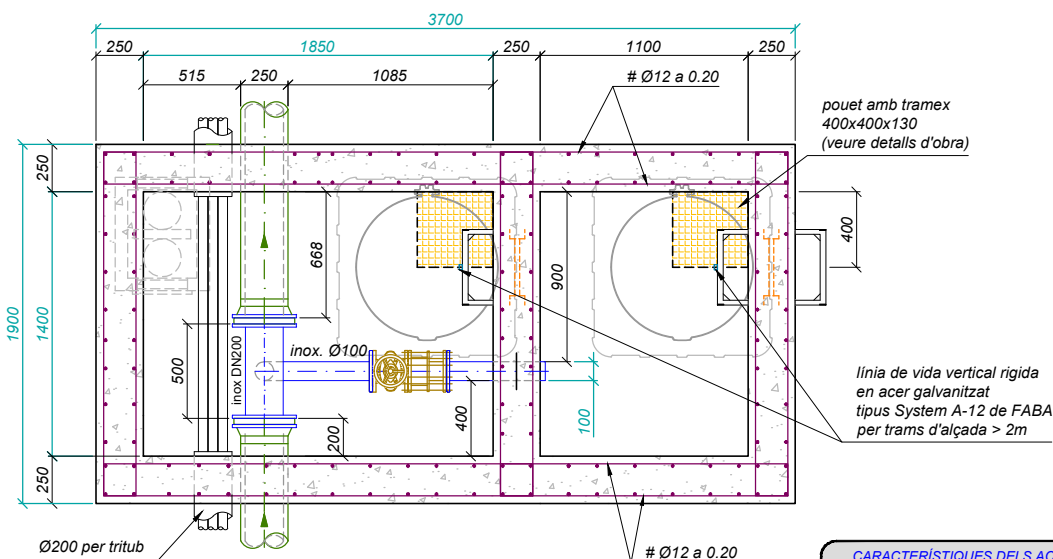 3700
250
1850
250
1100
250
515
250
1085
# Ø12 a 0.20
pouet amb tramex
400x400x130
(veure detalls d'obra)
250
1900
1400
250
668
500
200
inox DN200
inox. Ø100
400
900
100
400
línia de vida vertical rigida
en acer galvanitzat
tipus System A-12 de FABA
per trams d'alçada > 2m
Ø200 per tritub
# Ø12 a 0.20
CARACTERÍSTIQUES DELS AC